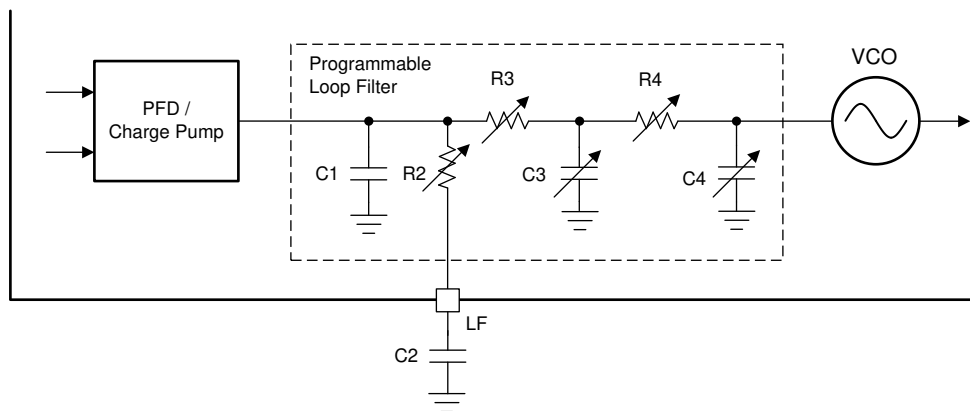 PFD /
Charge Pump
Programmable
Loop Filter
C1
R2
R3
C3
R4
C4
VCO
LF
C2